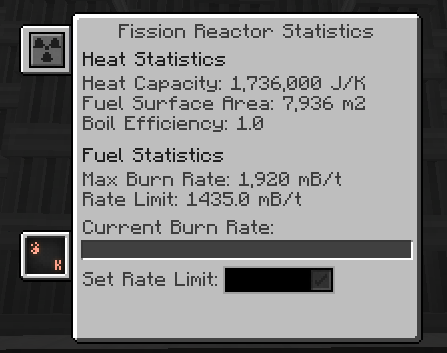 Fission Reactor Statistics
Heat Statistics
Heat Capacity: 1,736,000 J/K
Fuel Surface Area: 7,936 m2
Boil Efficiency: 1.0
Fuel Statistics
Max Burn Rate: 1,920 mB/t
Rate Limit: 1435.0 mB/t
Current Burn Rate:
K
Set Rate Limit: